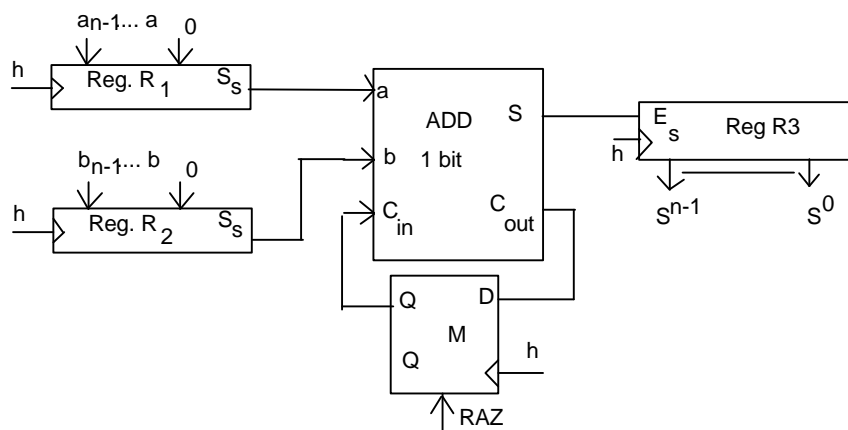 an-1... a 0
h
Reg. R1 Ss
a
ADD
S
b
1 bit
Es
Reg R3
h
bn-1... b 0
h
Reg. R2 Ss
Cin
Cout
Sn-1
S0
Q
D
M
Q
h
RAZ